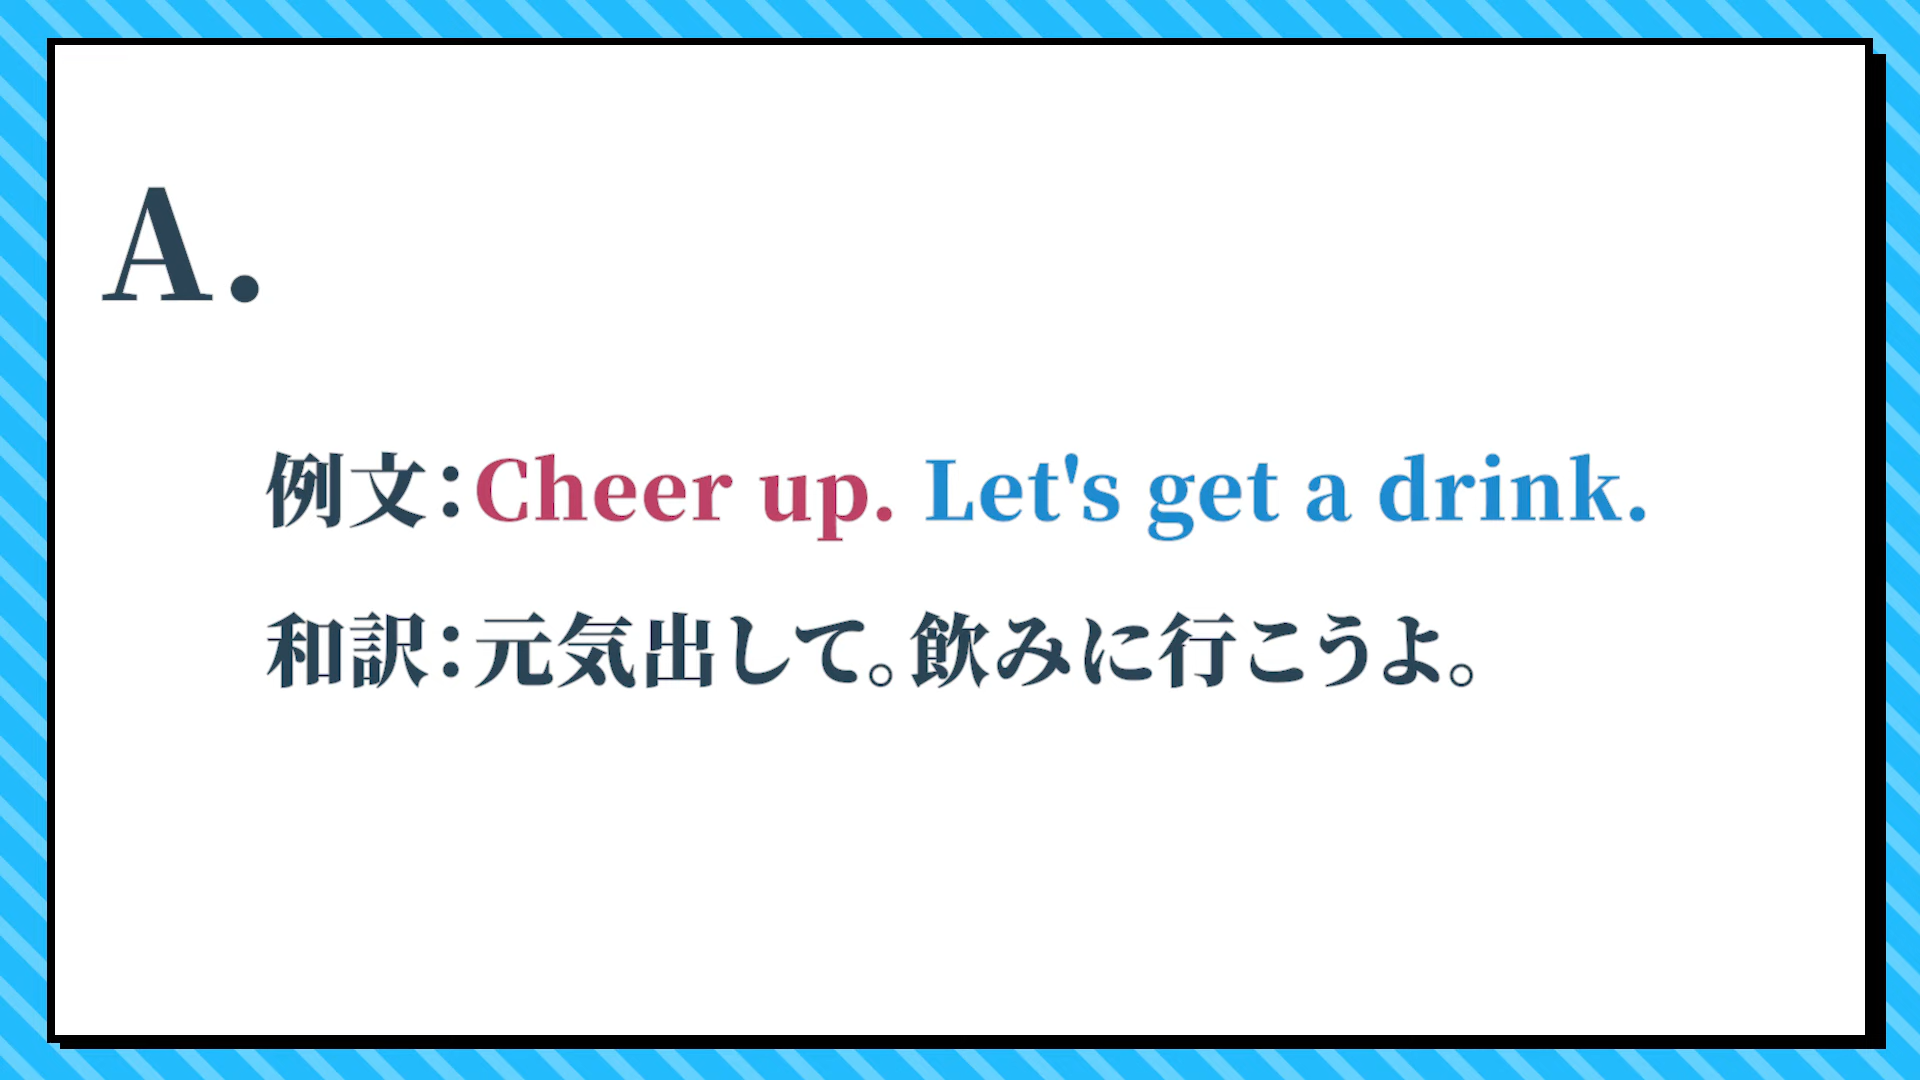 A.
例文：Cheer up. Let's get a drink.
和訳：元気出して。飲みに行こうよ。